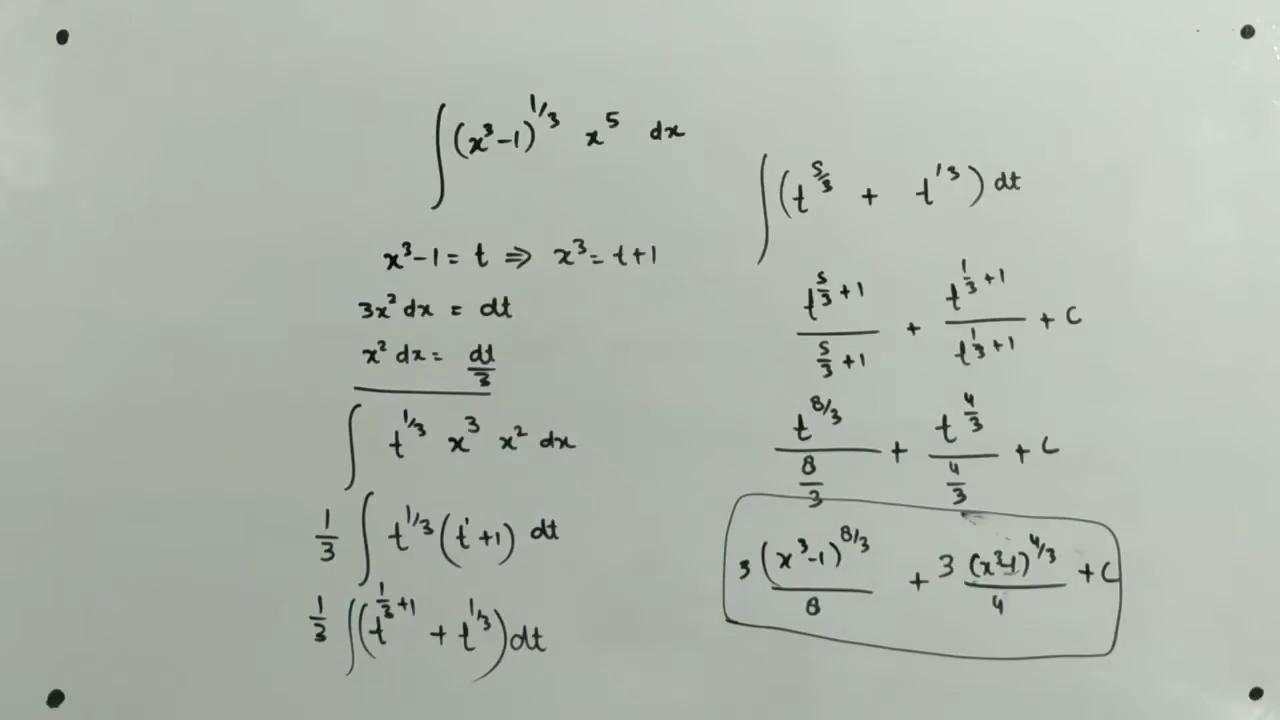 ∫ (x³-1)^{1/3} x⁵ dx
x³-1 = t ⇒ x³ = t+1
3x² dx = dt
x² dx = dt/3
∫ t^{1/3} x³ x² dx
1/3 ∫ t^{1/3} (t+1) dt
1/3 ∫ (t^{1/3+1} + t^{1/3}) dt
∫ (t^{5/3} + t^{1/3}) dt
t^{5/3+1}/(5/3+1) + t^{1/3+1}/(t^{1/3+1}) + C
t^{8/3}/(8/3) + t^{4/3}/(4/3) + C
3 (x³-1)^{8/3}/8 + 3 (x³-1)^{4/3}/4 + C